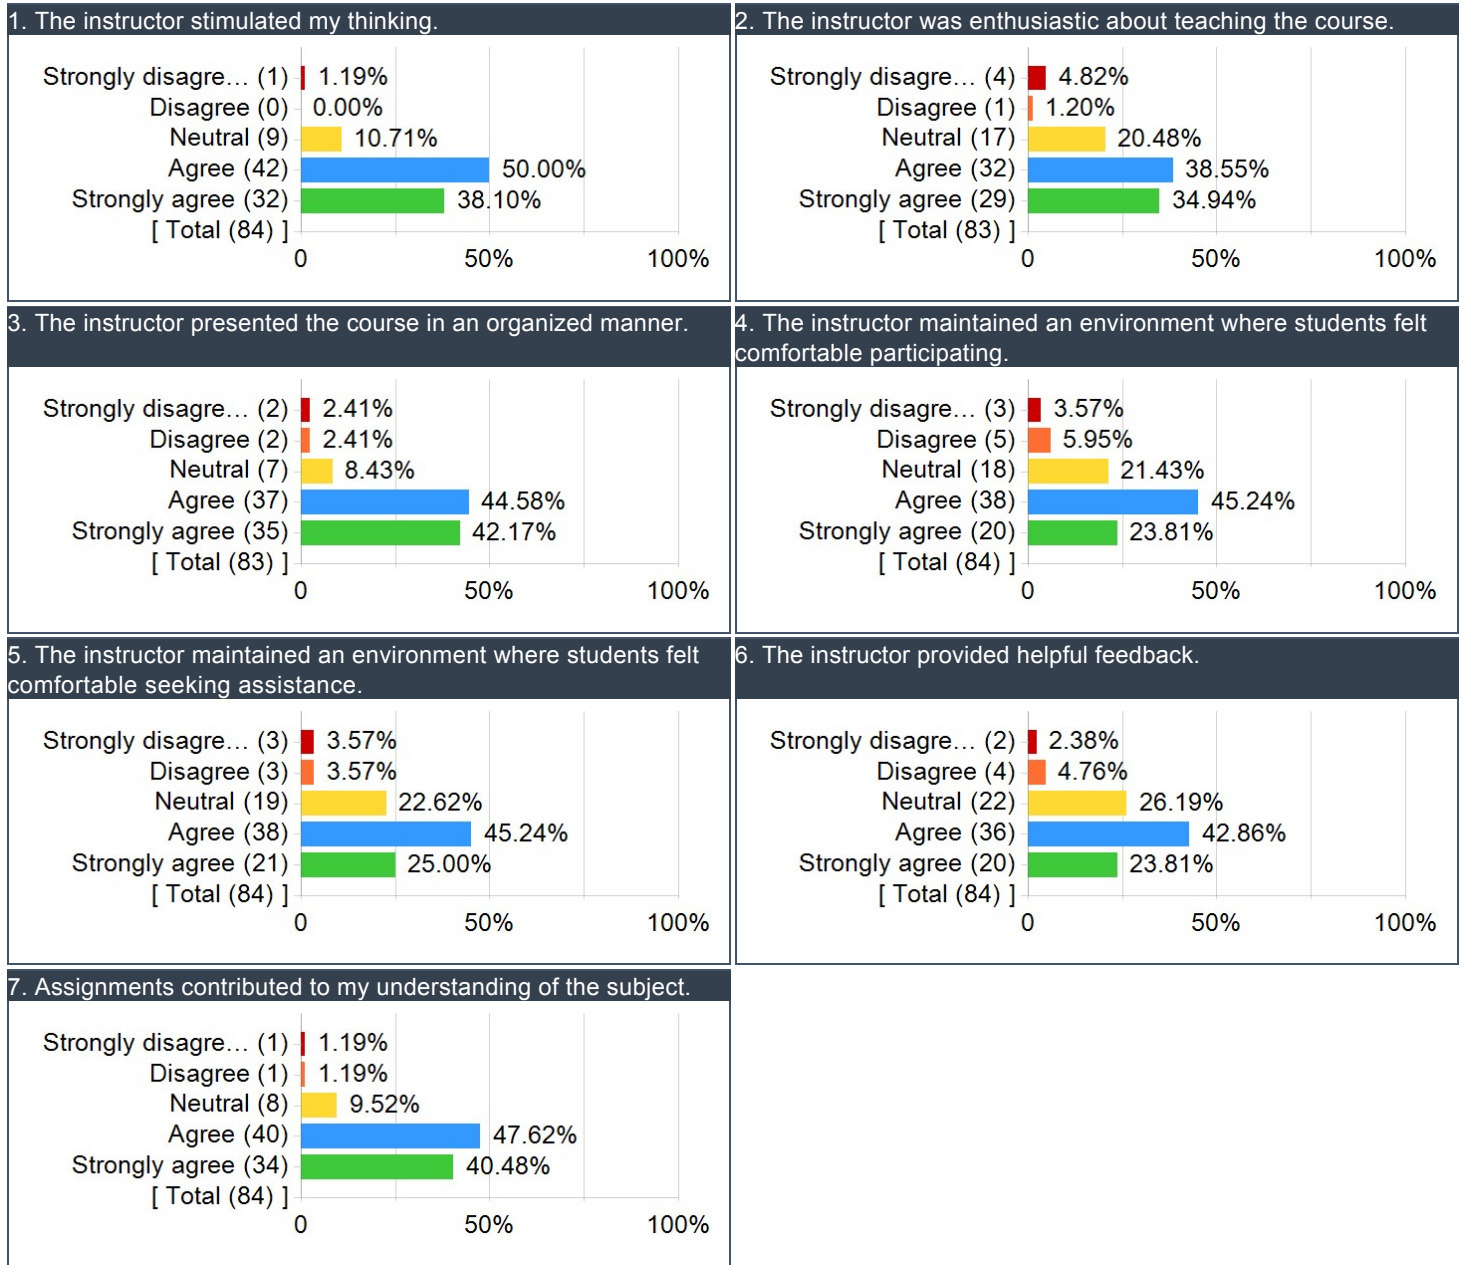 1. The instructor stimulated my thinking.
Strongly disagre... (1) 1.19%
Disagree (0) 0.00%
Neutral (9) 10.71%
Agree (42) 50.00%
Strongly agree (32) 38.10%
[ Total (84) ]
0 50% 100%
2. The instructor was enthusiastic about teaching the course.
Strongly disagre... (4) 4.82%
Disagree (1) 1.20%
Neutral (17) 20.48%
Agree (32) 38.55%
Strongly agree (29) 34.94%
[ Total (83) ]
0 50% 100%
3. The instructor presented the course in an organized manner.
Strongly disagre... (2) 2.41%
Disagree (2) 2.41%
Neutral (7) 8.43%
Agree (37) 44.58%
Strongly agree (35) 42.17%
[ Total (83) ]
0 50% 100%
4. The instructor maintained an environment where students felt
comfortable participating.
Strongly disagre... (3) 3.57%
Disagree (5) 5.95%
Neutral (18) 21.43%
Agree (38) 45.24%
Strongly agree (20) 23.81%
[ Total (84) ]
0 50% 100%
5. The instructor maintained an environment where students felt
comfortable seeking assistance.
Strongly disagre... (3) 3.57%
Disagree (3) 3.57%
Neutral (19) 22.62%
Agree (38) 45.24%
Strongly agree (21) 25.00%
[ Total (84) ]
0 50% 100%
6. The instructor provided helpful feedback.
Strongly disagre... (2) 2.38%
Disagree (4) 4.76%
Neutral (22) 26.19%
Agree (36) 42.86%
Strongly agree (20) 23.81%
[ Total (84) ]
0 50% 100%
7. Assignments contributed to my understanding of the subject.
Strongly disagre... (1) 1.19%
Disagree (1) 1.19%
Neutral (8) 9.52%
Agree (40) 47.62%
Strongly agree (34) 40.48%
[ Total (84) ]
0 50% 100%